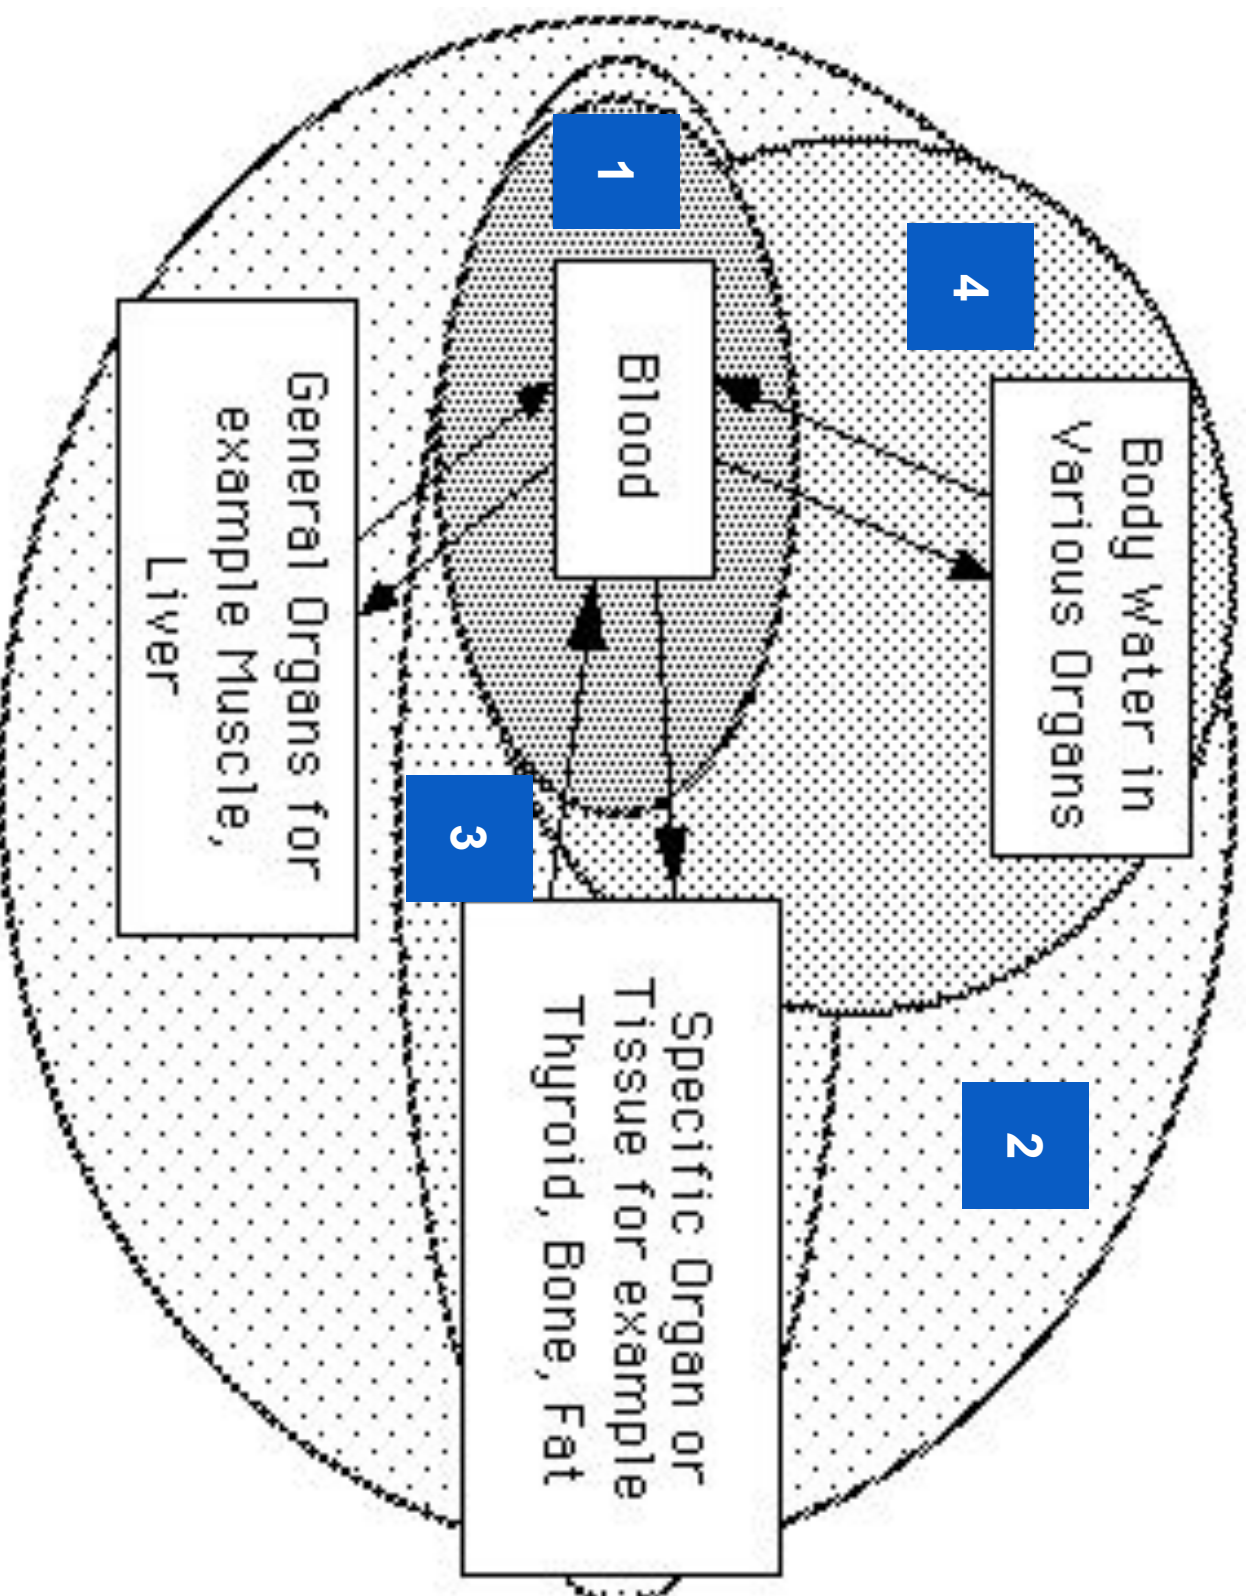 Body Water in
Various Organs
4
1
Blood
2
Specific Organ or
Tissue for example
Thyroid, Bone, Fat
3
General Organs for
example Muscle,
Liver